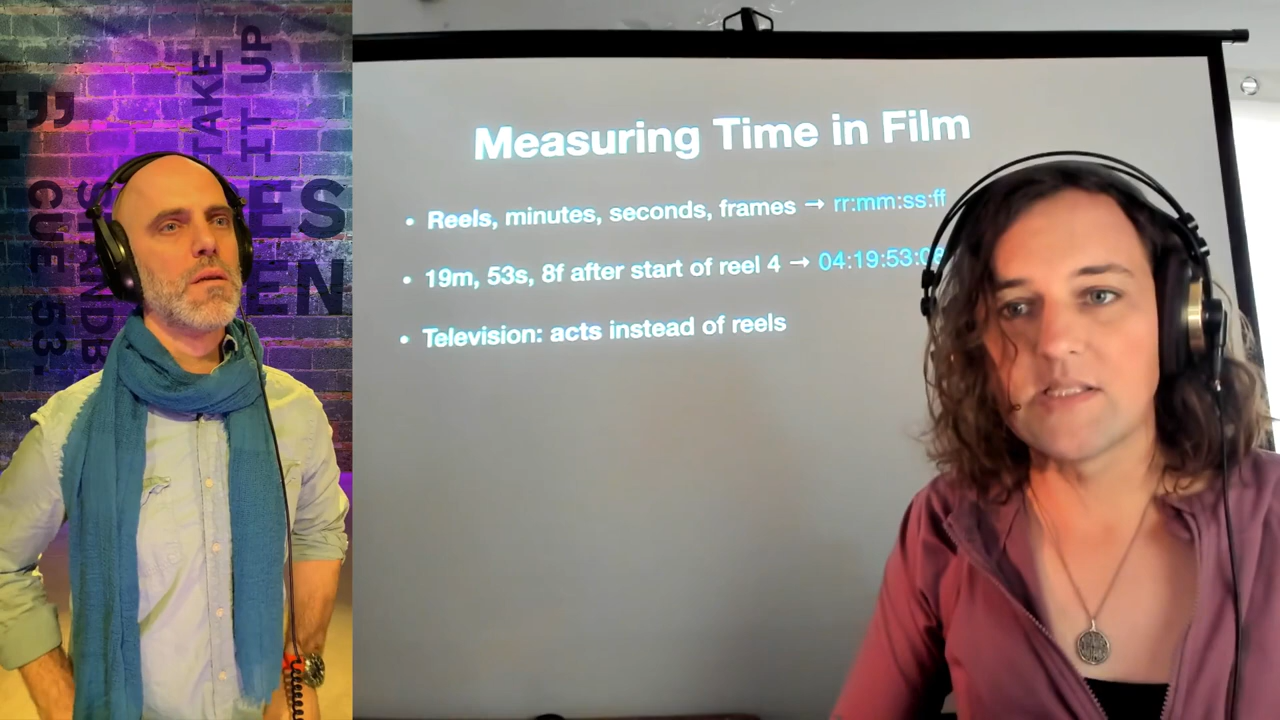 TAKE
IT UP
”
CUE 53.
STANDB
ES
EN
Measuring Time in Film
• Reels, minutes, seconds, frames → rr:mm:ss:ff
• 19m, 53s, 8f after start of reel 4 → 04:19:53:0
• Television: acts instead of reels